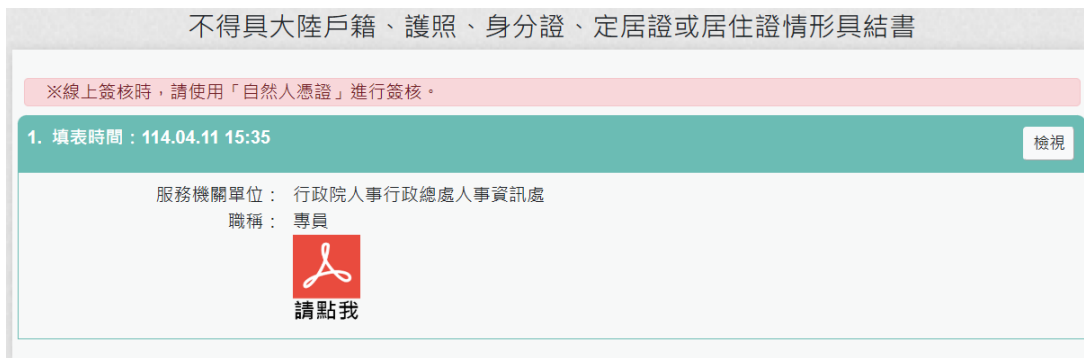 不得具大陸戶籍、護照、身分證、定居證或居住證情形具結書
※線上簽核時，請使用「自然人憑證」進行簽核。
1. 填表時間：114.04.11 15:35
檢視
服務機關單位： 行政院人事行政總處人事資訊處
職稱： 專員
請點我